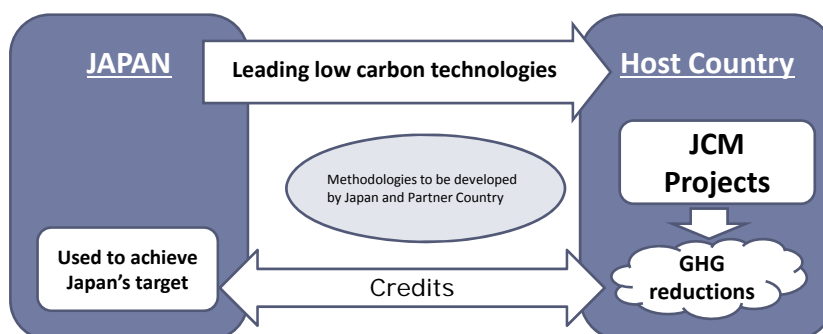 JAPAN
Leading low carbon technologies
Host Country
JCM
Projects
Methodologies to be developed
by Japan and Partner Country
Used to achieve
Japan's target
Credits
GHG
reductions